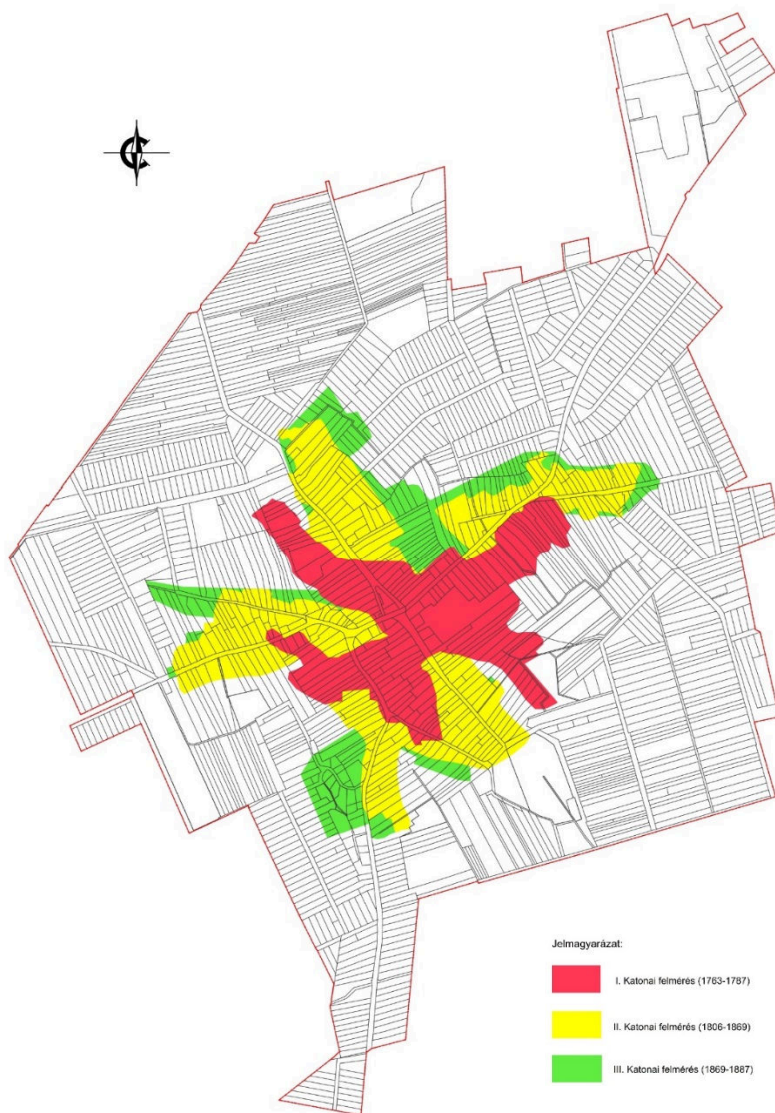 Jelmagyarázat:
I. Katonai felmérés (1763-1787)
II. Katonai felmérés (1806-1869)
III. Katonai felmérés (1869-1887)